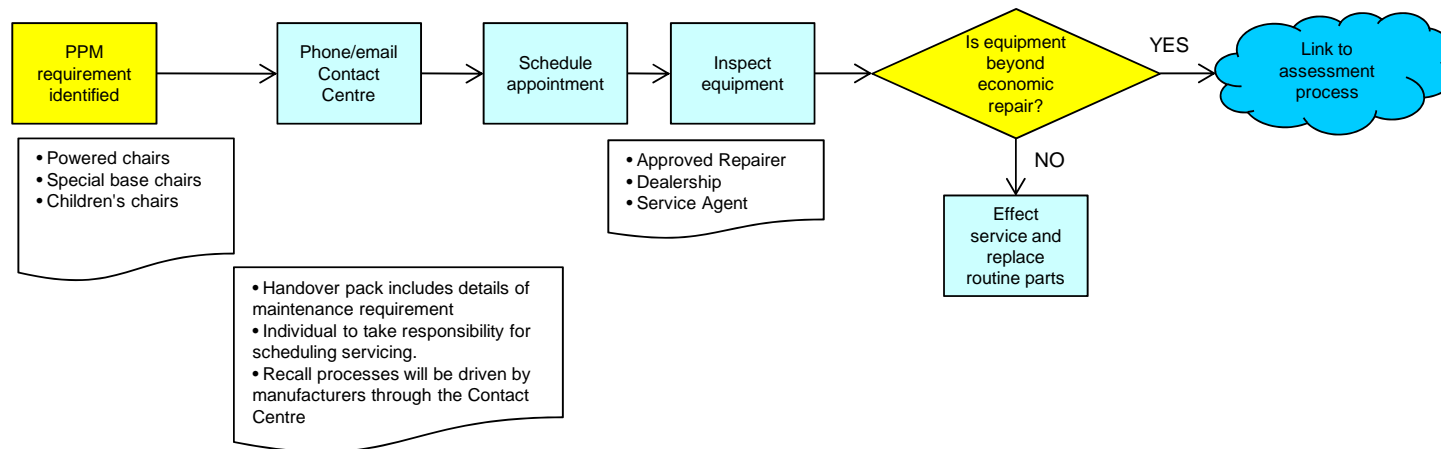 PPM
requirement
identified
Phone/email
Contact
Centre
Schedule
appointment
Inspect
equipment
Is equipment
beyond
economic
repair?
YES
Link to
assessment
process
NO
Effect
service and
replace
routine parts
• Powered chairs
• Special base chairs
• Children's chairs
• Approved Repairer
• Dealership
• Service Agent
• Handover pack includes details of
maintenance requirement
• Individual to take responsibility for
scheduling servicing.
• Recall processes will be driven by
manufacturers through the Contact
Centre